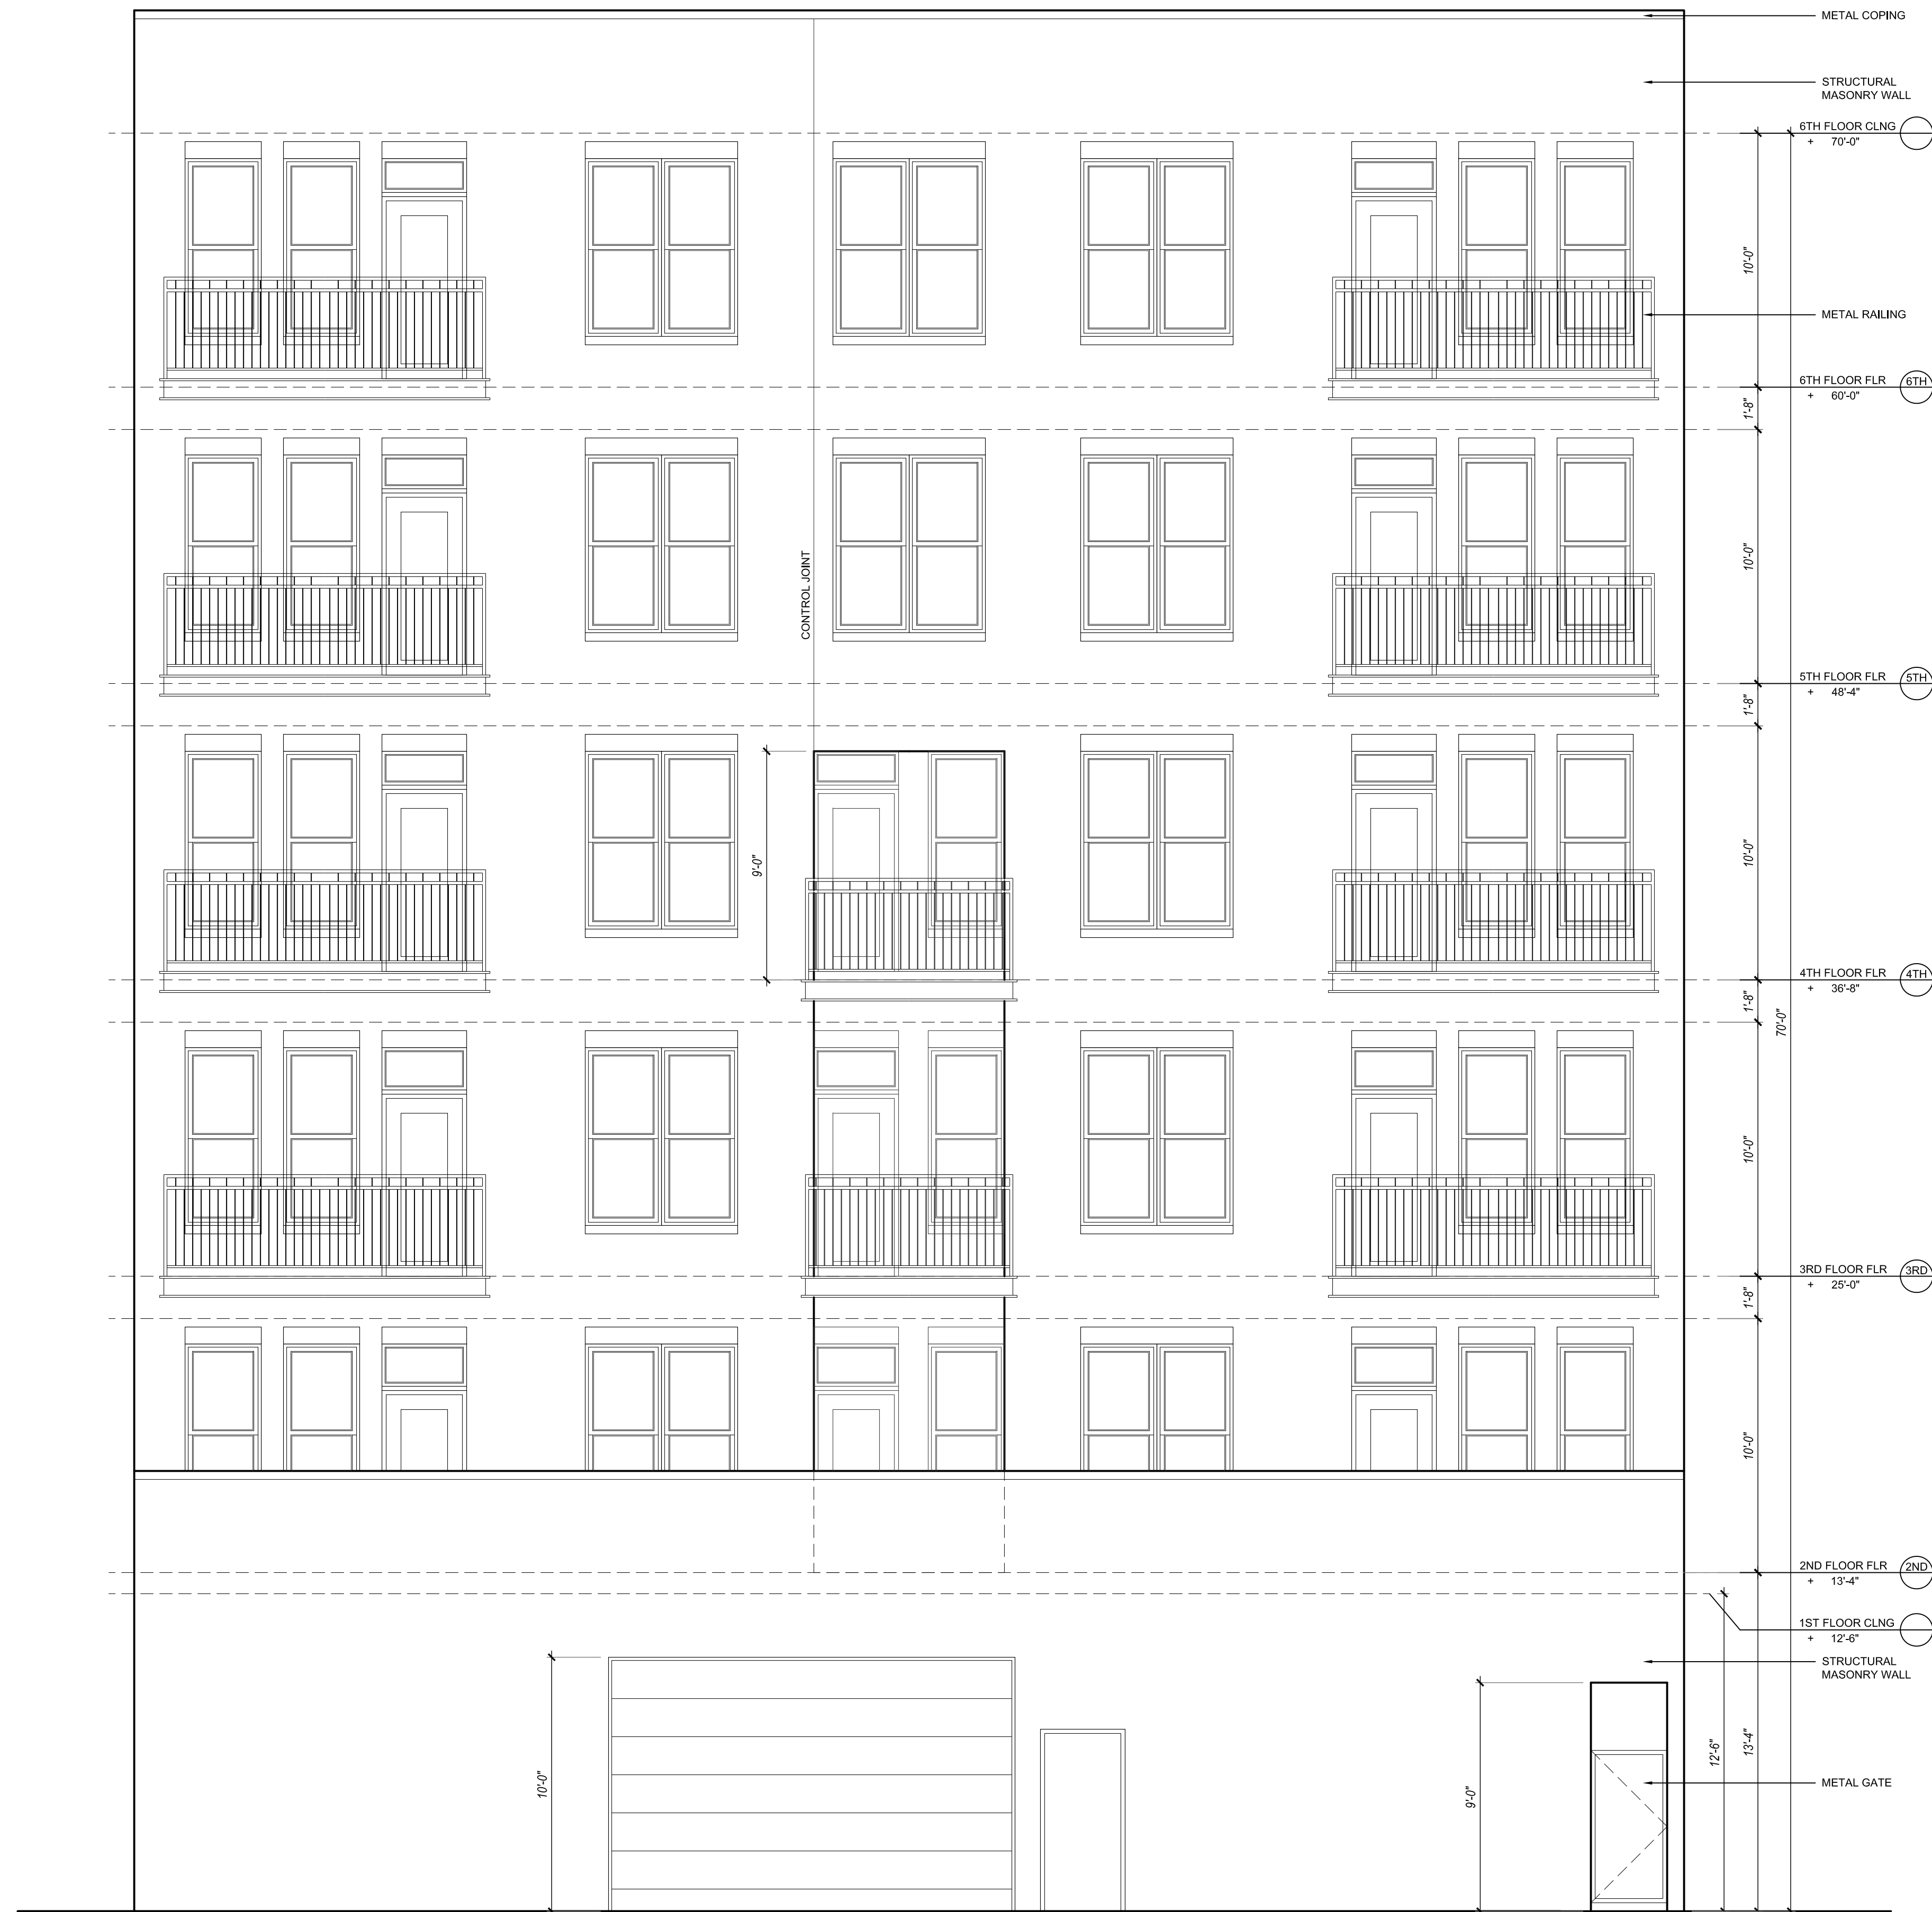 METAL COPING
STRUCTURAL
MASONRY WALL
6TH FLOOR CLNG
+ 70'-0"
10'-0"
METAL RAILING
6TH FLOOR FLR 6TH
+ 60'-0"
1'-8"
CONTROL JOINT
10'-0"
5TH FLOOR FLR 5TH
+ 48'-4"
1'-8"
9'-0"
10'-0"
4TH FLOOR FLR 4TH
+ 36'-8"
1'-8"
70'-0"
10'-0"
3RD FLOOR FLR 3RD
+ 25'-0"
1'-8"
10'-0"
2ND FLOOR FLR 2ND
+ 13'-4"
1ST FLOOR CLNG
+ 12'-6"
STRUCTURAL
MASONRY WALL
10'-0"
9'-0"
12'-6"
13'-4"
METAL GATE